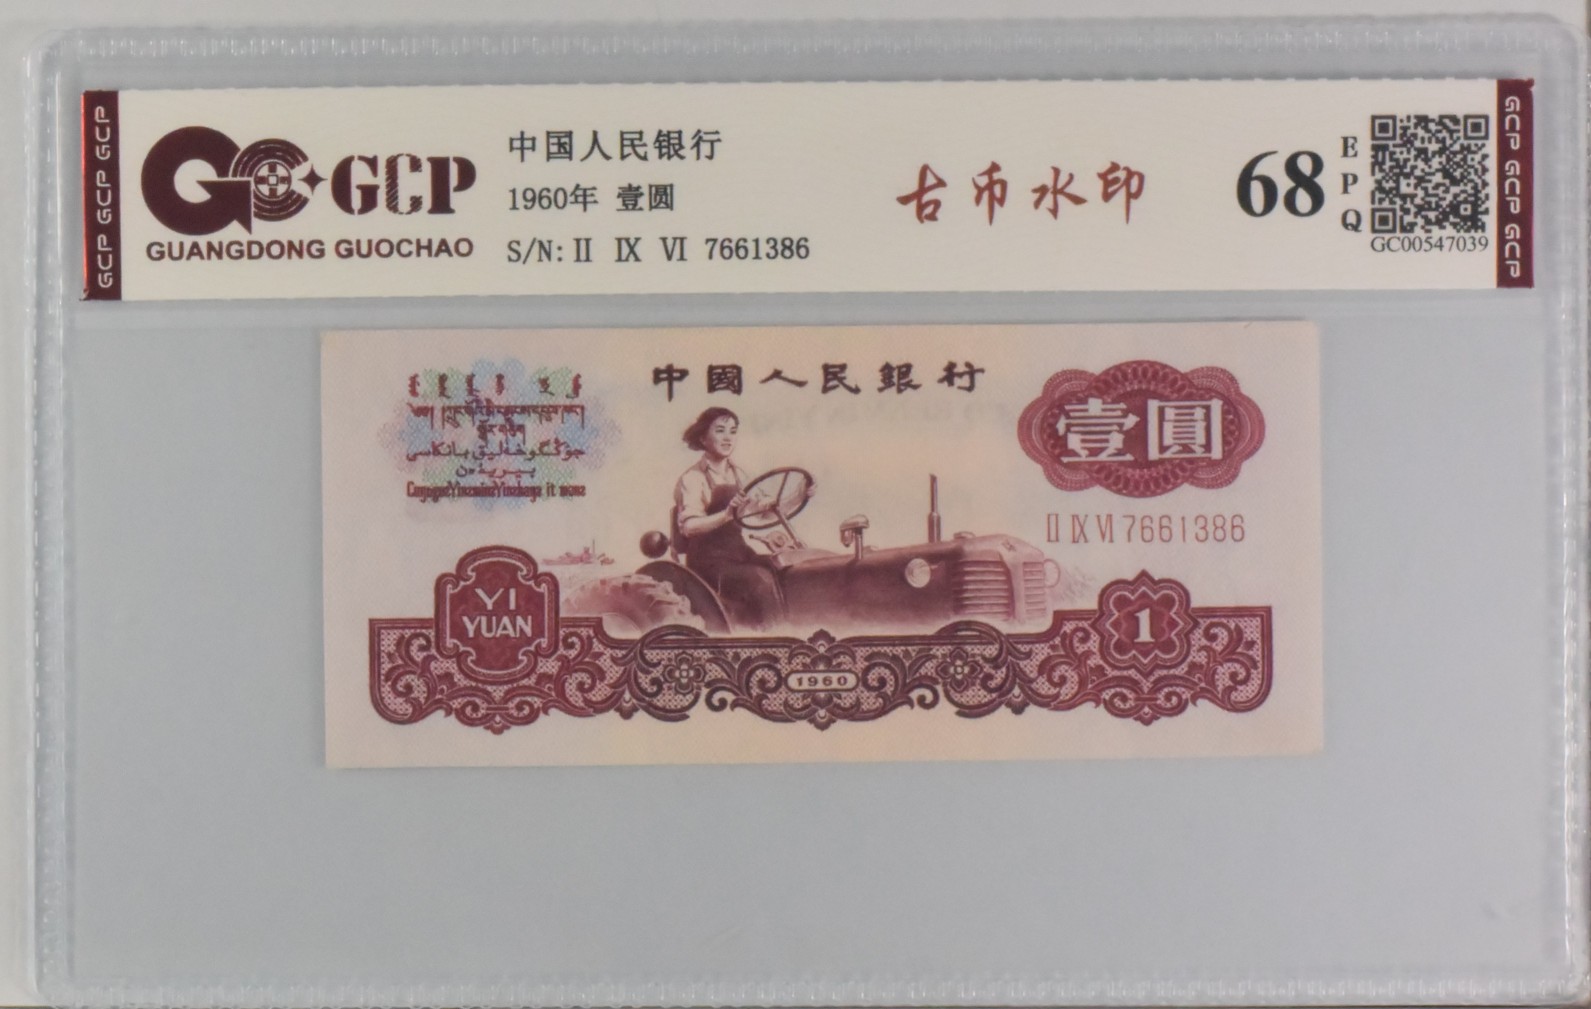 GCP GCP GCP
GCP
GUANGDONG GUOCHAO
中国人民银行
1960年 壹圆
S/N: II IX VI 7661386
古币水印
68
EPQ
GC00547039
GCP GCP GCP
中國人民銀行
壹圓
II IX VI 7661386
YI
YUAN
1960
1